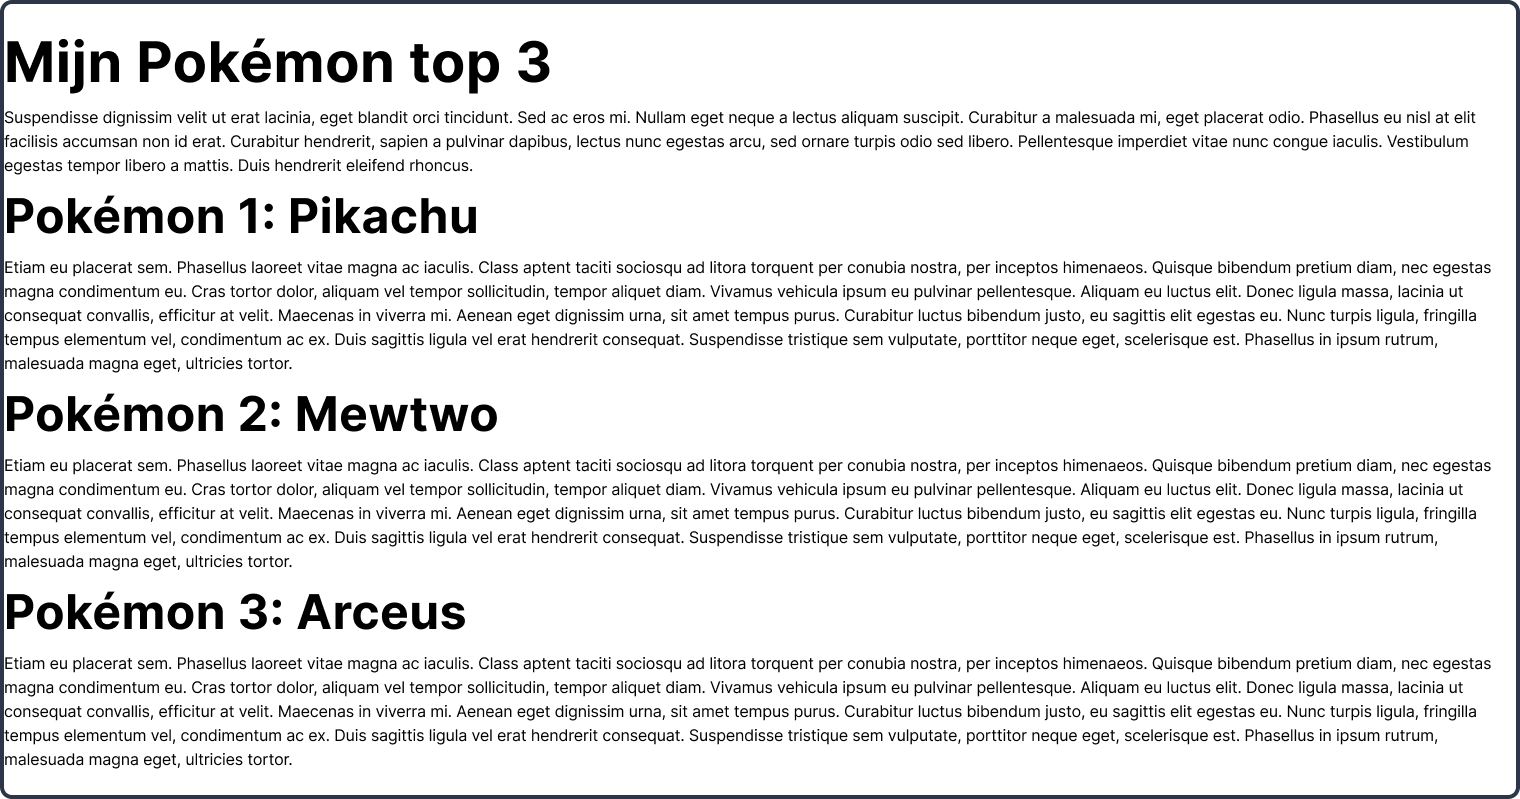 Mijn Pokémon top 3
Suspendisse dignissim velit ut erat lacinia, eget blandit orci tincidunt. Sed ac eros mi. Nullam eget neque a lectus aliquam suscipit. Curabitur a malesuada mi, eget placerat odio. Phasellus eu nisl at elit
facilisis accumsan non id erat. Curabitur hendrerit, sapien a pulvinar dapibus, lectus nunc egestas arcu, sed ornare turpis odio sed libero. Pellentesque imperdiet vitae nunc congue iaculis. Vestibulum
egestas tempor libero a mattis. Duis hendrerit eleifend rhoncus.
Pokémon 1: Pikachu
Etiam eu placerat sem. Phasellus laoreet vitae magna ac iaculis. Class aptent taciti sociosqu ad litora torquent per conubia nostra, per inceptos himenaeos. Quisque bibendum pretium diam, nec egestas
magna condimentum eu. Cras tortor dolor, aliquam vel tempor sollicitudin, tempor aliquet diam. Vivamus vehicula ipsum eu pulvinar pellentesque. Aliquam eu luctus elit. Donec ligula massa, lacinia ut
consequat convallis, efficitur at velit. Maecenas in viverra mi. Aenean eget dignissim urna, sit amet tempus purus. Curabitur luctus bibendum justo, eu sagittis elit egestas eu. Nunc turpis ligula, fringilla
tempus elementum vel, condimentum ac ex. Duis sagittis ligula vel erat hendrerit consequat. Suspendisse tristique sem vulputate, porttitor neque eget, scelerisque est. Phasellus in ipsum rutrum,
malesuada magna eget, ultricies tortor.
Pokémon 2: Mewtwo
Etiam eu placerat sem. Phasellus laoreet vitae magna ac iaculis. Class aptent taciti sociosqu ad litora torquent per conubia nostra, per inceptos himenaeos. Quisque bibendum pretium diam, nec egestas
magna condimentum eu. Cras tortor dolor, aliquam vel tempor sollicitudin, tempor aliquet diam. Vivamus vehicula ipsum eu pulvinar pellentesque. Aliquam eu luctus elit. Donec ligula massa, lacinia ut
consequat convallis, efficitur at velit. Maecenas in viverra mi. Aenean eget dignissim urna, sit amet tempus purus. Curabitur luctus bibendum justo, eu sagittis elit egestas eu. Nunc turpis ligula, fringilla
tempus elementum vel, condimentum ac ex. Duis sagittis ligula vel erat hendrerit consequat. Suspendisse tristique sem vulputate, porttitor neque eget, scelerisque est. Phasellus in ipsum rutrum,
malesuada magna eget, ultricies tortor.
Pokémon 3: Arceus
Etiam eu placerat sem. Phasellus laoreet vitae magna ac iaculis. Class aptent taciti sociosqu ad litora torquent per conubia nostra, per inceptos himenaeos. Quisque bibendum pretium diam, nec egestas
magna condimentum eu. Cras tortor dolor, aliquam vel tempor sollicitudin, tempor aliquet diam. Vivamus vehicula ipsum eu pulvinar pellentesque. Aliquam eu luctus elit. Donec ligula massa, lacinia ut
consequat convallis, efficitur at velit. Maecenas in viverra mi. Aenean eget dignissim urna, sit amet tempus purus. Curabitur luctus bibendum justo, eu sagittis elit egestas eu. Nunc turpis ligula, fringilla
tempus elementum vel, condimentum ac ex. Duis sagittis ligula vel erat hendrerit consequat. Suspendisse tristique sem vulputate, porttitor neque eget, scelerisque est. Phasellus in ipsum rutrum,
malesuada magna eget, ultricies tortor.